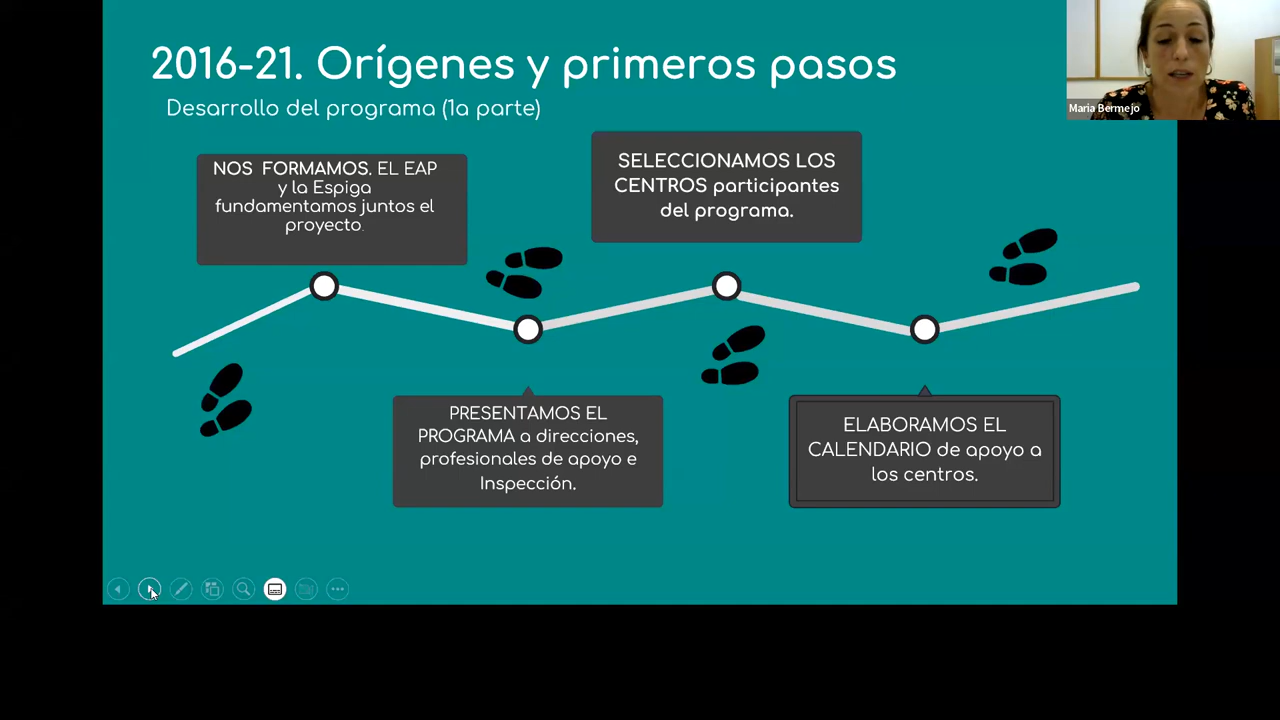 2016-21. Orígenes y primeros pasos
Desarrollo del programa (1a parte)
Maria Bermejo
NOS FORMAMOS. EL EAP
y la Espiga
fundamentamos juntos el
proyecto.
SELECCIONAMOS LOS
CENTROS participantes
del programa.
PRESENTAMOS EL
PROGRAMA a direcciones,
profesionales de apoyo e
Inspección.
ELABORAMOS EL
CALENDARIO de apoyo a
los centros.